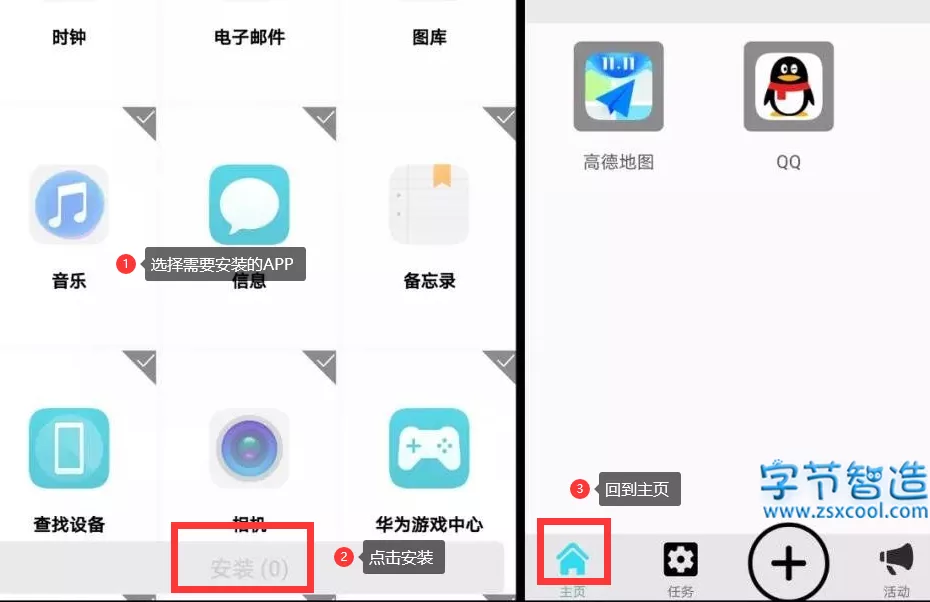 时钟
电子邮件
图库
音乐
1
选择需要安装的APP
信息
备忘录
查找设备
相机
华为游戏中心
安装 (0)
2
点击安装
11.11
高德地图
QQ
3
回到主页
字节智造
www.zsxcool.com
主页
任务
活动